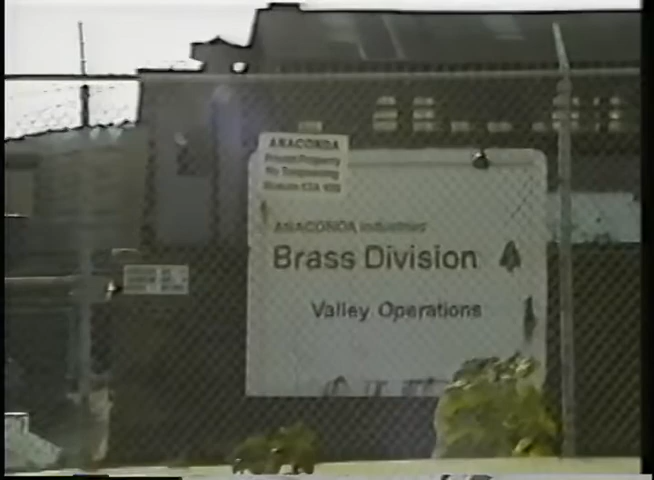 ANACONDA
Private Property
No Trespassing
ANACONDA Industries
Brass Division
Valley Operations